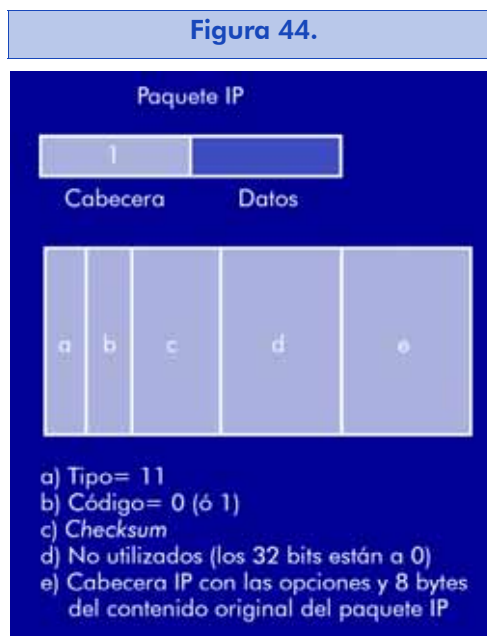 Figura 44.
Paquete IP
1
Cabecera Datos
a b c d e
a) Tipo= 11
b) Código= 0 (ó 1)
c) Checksum
d) No utilizados (los 32 bits están a 0)
e) Cabecera IP con las opciones y 8 bytes
del contenido original del paquete IP